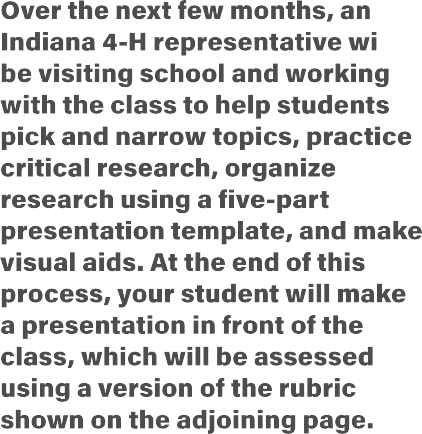 Over the next few months, an
Indiana 4-H representative wi
be visiting school and working
with the class to help students
pick and narrow topics, practice
critical research, organize
research using a five-part
presentation template, and make
visual aids. At the end of this
process, your student will make
a presentation in front of the
class, which will be assessed
using a version of the rubric
shown on the adjoining page.